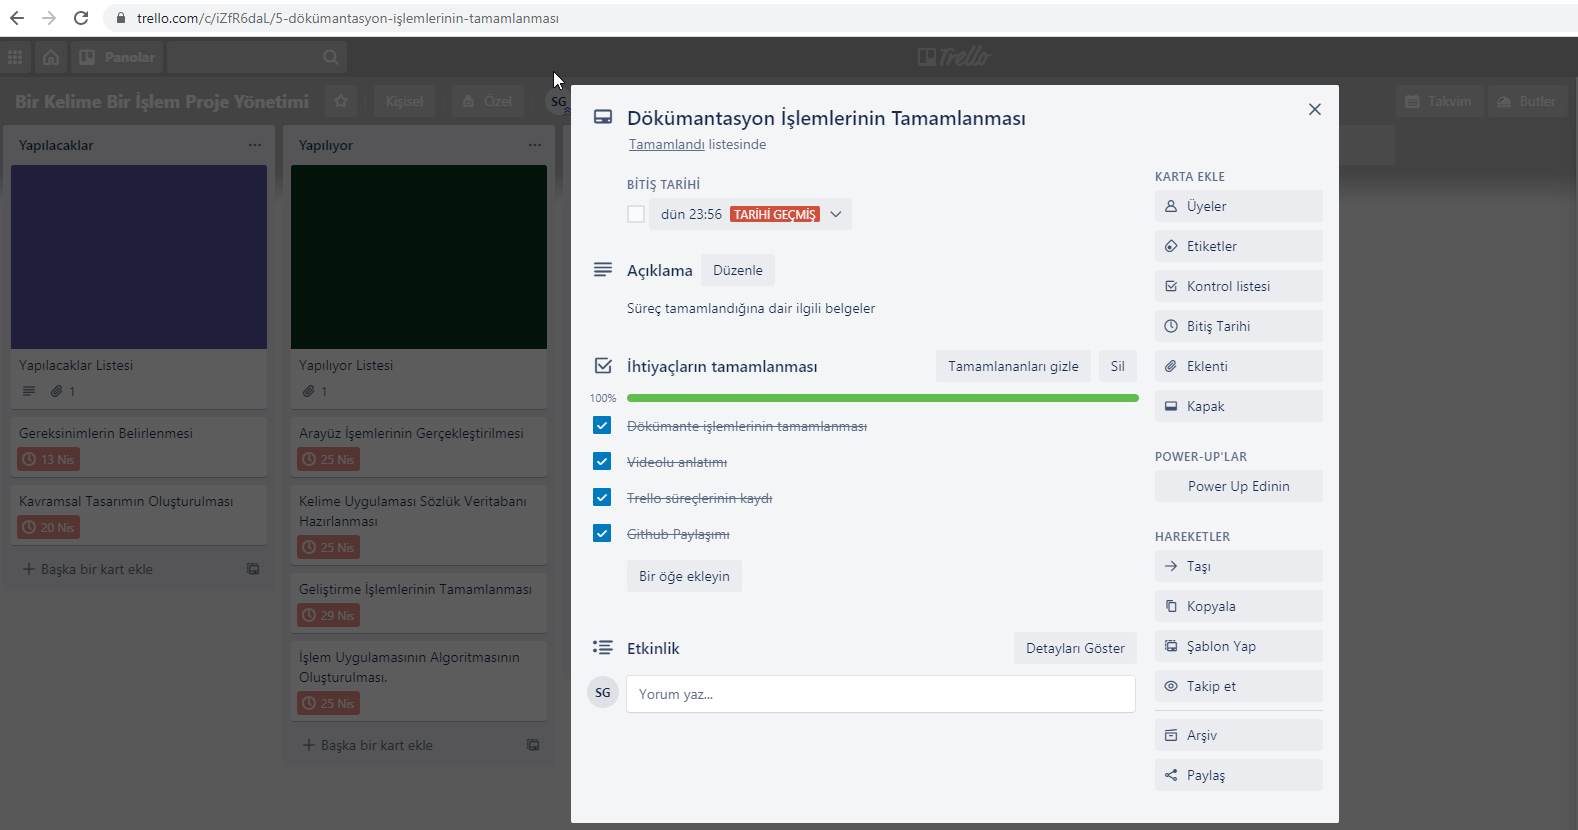 trello.com/c/iZfR6daL/5-dökümantasyon-işlemlerinin-tamamlanması
Panolar
Trello
Bir Kelime Bir İşlem Proje Yönetimi
Kişisel
Özel
SG
Takvim
Butler
Yapılacaklar
Yapılacaklar Listesi
1
Gereksinimlerin Belirlenmesi
13 Nis
Kavramsal Tasarımın Oluşturulması
20 Nis
+ Başka bir kart ekle
Yapılıyor
Yapılıyor Listesi
1
Arayüz İşemlerinin Gerçekleştirilmesi
25 Nis
Kelime Uygulaması Sözlük Veritabanı
Hazırlanması
25 Nis
Geliştirme İşlemlerinin Tamamlanması
29 Nis
İşlem Uygulamasının Algoritmasının
Oluşturulması.
25 Nis
+ Başka bir kart ekle
Dökümantasyon İşlemlerinin Tamamlanması
Tamamlandı listesinde
BİTİŞ TARİHİ
dün 23:56 TARİHİ GEÇMİŞ
Açıklama
Düzenle
Süreç tamamlandığına dair ilgili belgeler
İhtiyaçların tamamlanması
Tamamlananları gizle
Sil
100%
Dökümante işlemlerinin tamamlanması
Videolu anlatımı
Trello süreçlerinin kaydı
Github Paylaşımı
Bir öğe ekleyin
Etkinlik
Detayları Göster
SG
Yorum yaz...
KARTA EKLE
Üyeler
Etiketler
Kontrol listesi
Bitiş Tarihi
Eklenti
Kapak
POWER-UP'LAR
Power Up Edinin
HAREKETLER
Taşı
Kopyala
Şablon Yap
Takip et
Arşiv
Paylaş